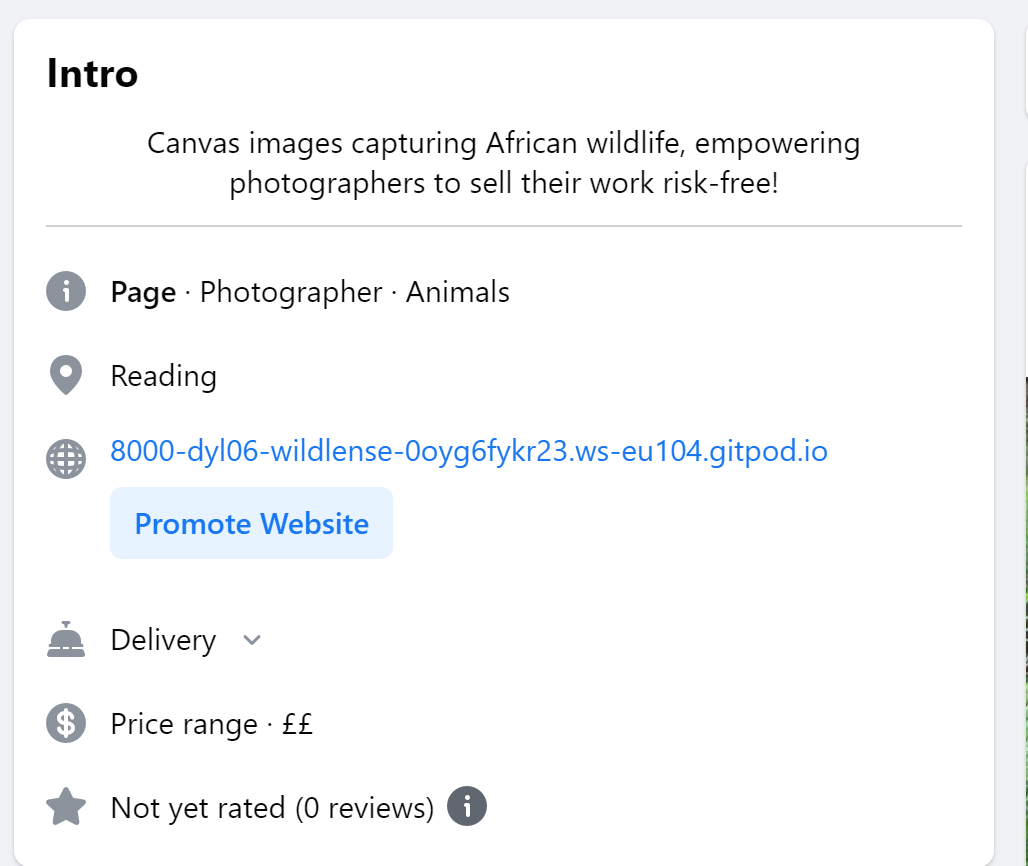 Intro
Canvas images capturing African wildlife, empowering
photographers to sell their work risk-free!
Page · Photographer · Animals
Reading
8000-dyl06-wildlense-0oyg6fykr23.ws-eu104.gitpod.io
Promote Website
Delivery
Price range · ££
Not yet rated (0 reviews)